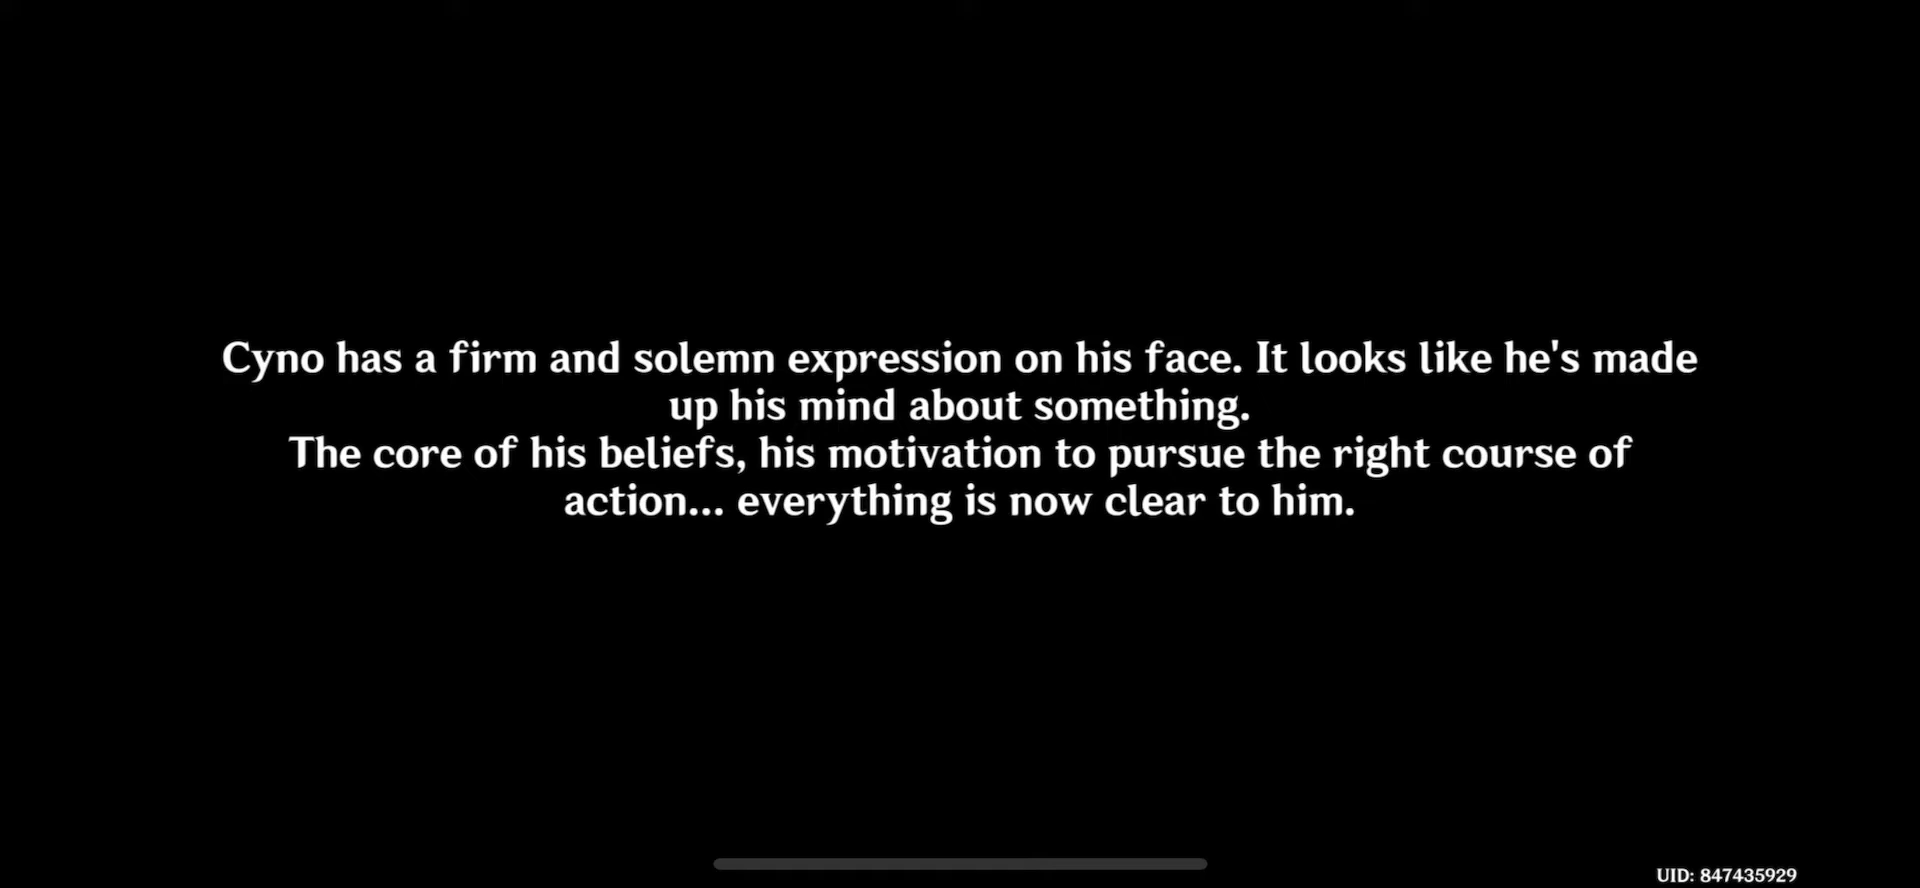 Cyno has a firm and solemn expression on his face. It looks like he's made
up his mind about something.
The core of his beliefs, his motivation to pursue the right course of
action... everything is now clear to him.
UID: 847435929